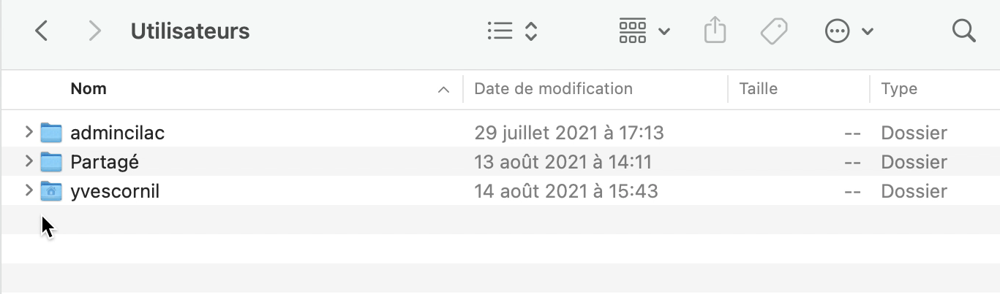 Utilisateurs
Nom Date de modification Taille Type
admincilac 29 juillet 2021 à 17:13 -- Dossier
Partagé 13 août 2021 à 14:11 -- Dossier
yvescornil 14 août 2021 à 15:43 -- Dossier